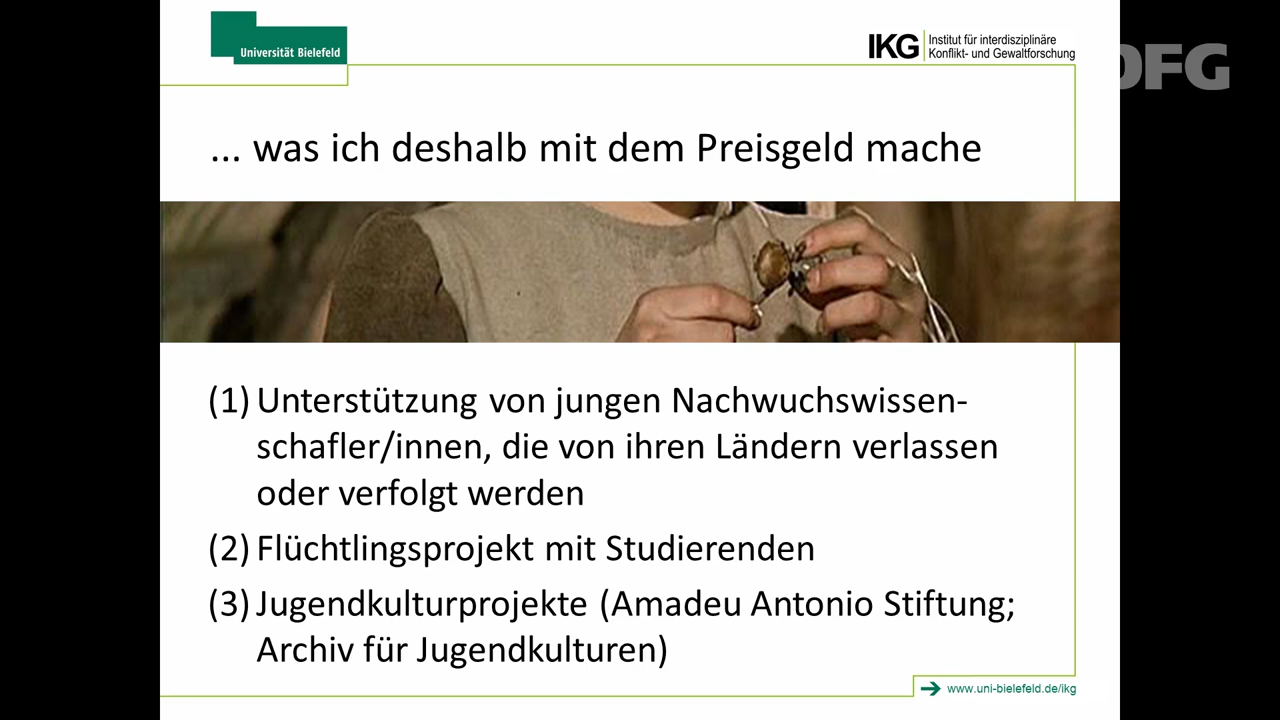 Universität Bielefeld
IKG
Institut für interdisziplinäre
Konflikt- und Gewaltforschung
DFG
... was ich deshalb mit dem Preisgeld mache
(1) Unterstützung von jungen Nachwuchswissen-
schafler/innen, die von ihren Ländern verlassen
oder verfolgt werden
(2) Flüchtlingsprojekt mit Studierenden
(3) Jugendkulturprojekte (Amadeu Antonio Stiftung;
Archiv für Jugendkulturen)
www.uni-bielefeld.de/ikg